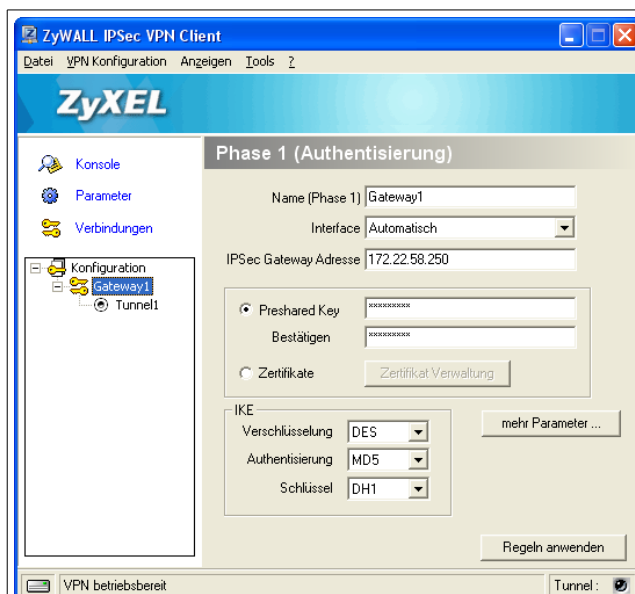 ZyWALL IPSec VPN Client
Datei VPN Konfiguration Anzeigen Tools ?
ZyXEL
Konsole
Parameter
Verbindungen
Konfiguration
Gateway1
Tunnel1
Phase 1 (Authentisierung)
Name (Phase 1) Gateway1
Interface Automatisch
IPSec Gateway Adresse 172.22.58.250
Preshared Key *********
Bestätigen *********
Zertifikate Zertifikat Verwaltung
IKE
Verschlüsselung DES
Authentisierung MD5
Schlüssel DH1
mehr Parameter ...
Regeln anwenden
VPN betriebsbereit Tunnel :